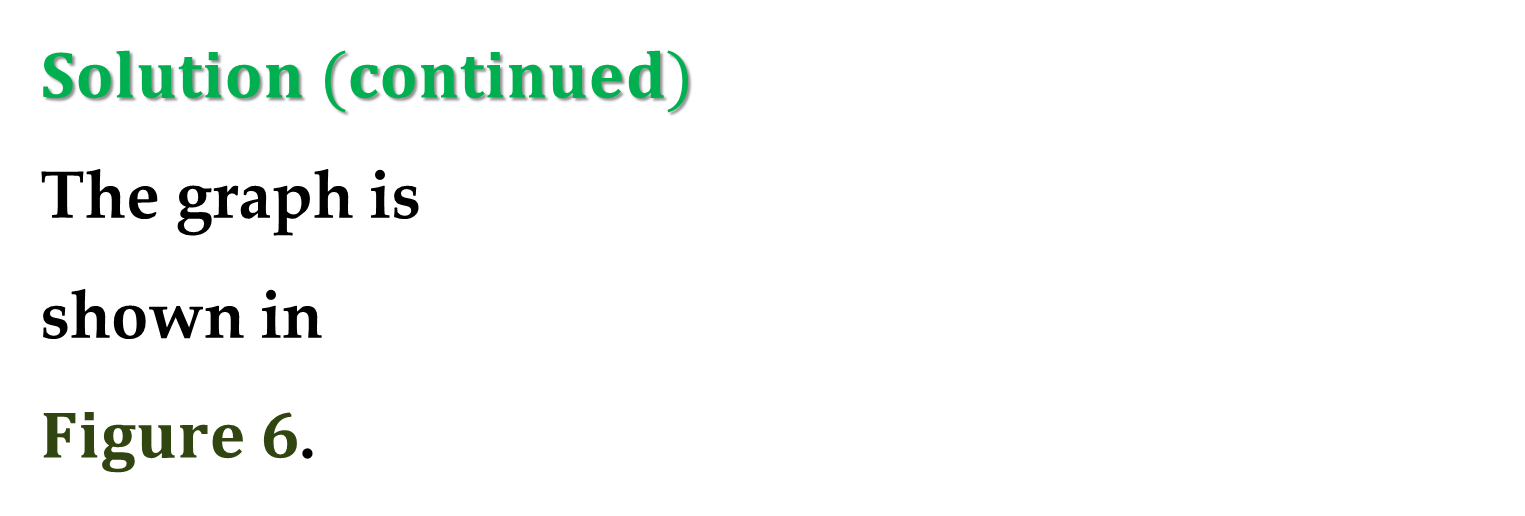 Solution (continued)
The graph is
shown in
Figure 6.